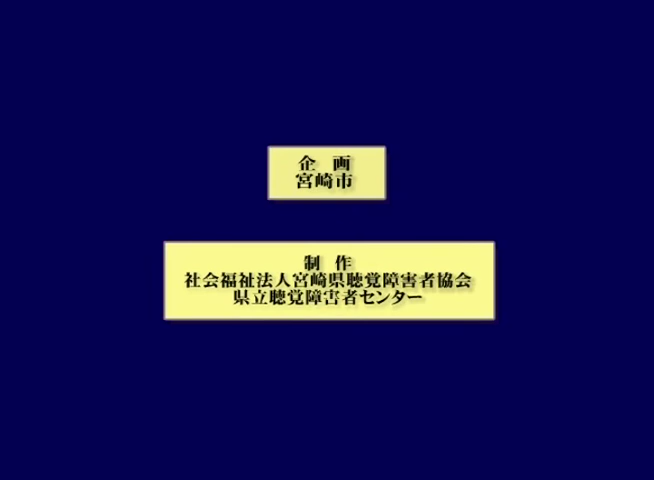 企　画
宮崎市
制　作
社会福祉法人宮崎県聴覚障害者協会
県立聴覚障害者センター